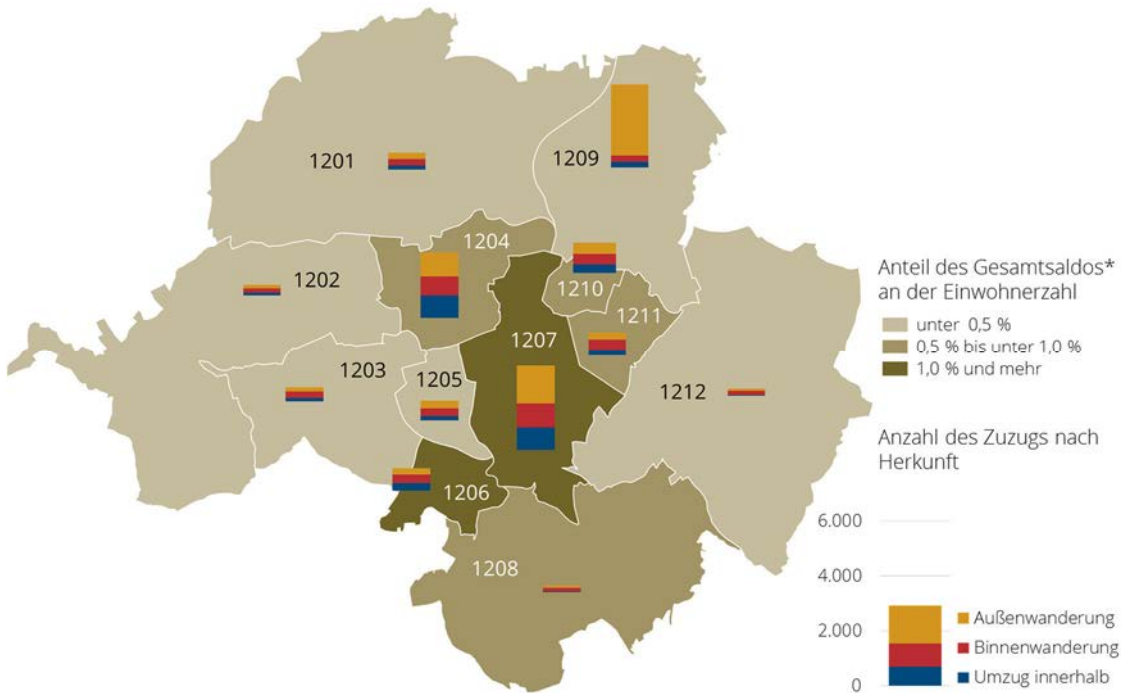 1201
1209
1204
1202
1210
1211
1207
1203
1205
1212
1206
1208
Anteil des Gesamtsaldos*
an der Einwohnerzahl
unter 0,5 %
0,5 % bis unter 1,0 %
1,0 % und mehr
Anzahl des Zuzugs nach
Herkunft
6.000
4.000
2.000
0
Außenwanderung
Binnenwanderung
Umzug innerhalb